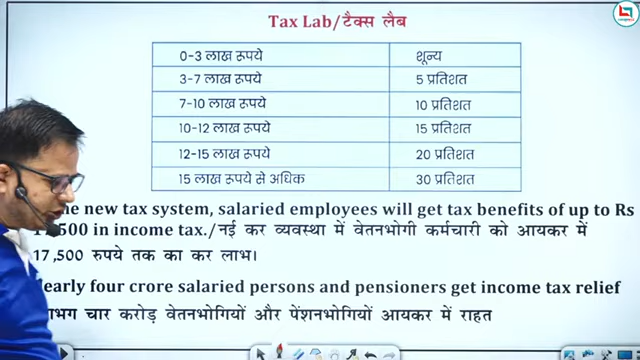 Tax Lab/टैक्स लैब
0-3 लाख रूपये शून्य
3-7 लाख रूपये 5 प्रतिशत
7-10 लाख रूपये 10 प्रतिशत
10-12 लाख रूपये 15 प्रतिशत
12-15 लाख रूपये 20 प्रतिशत
15 लाख रूपये से अधिक 30 प्रतिशत
new tax system, salaried employees will get tax benefits of up to Rs
500 in income tax./नई कर व्यवस्था में वेतनभोगी कर्मचारी को आयकर में
17,500 रुपये तक का कर लाभ।
four crore salaried persons and pensioners get income tax relief
चार करोड़ वेतनभोगियों और पेंशनभोगियों आयकर में राहत